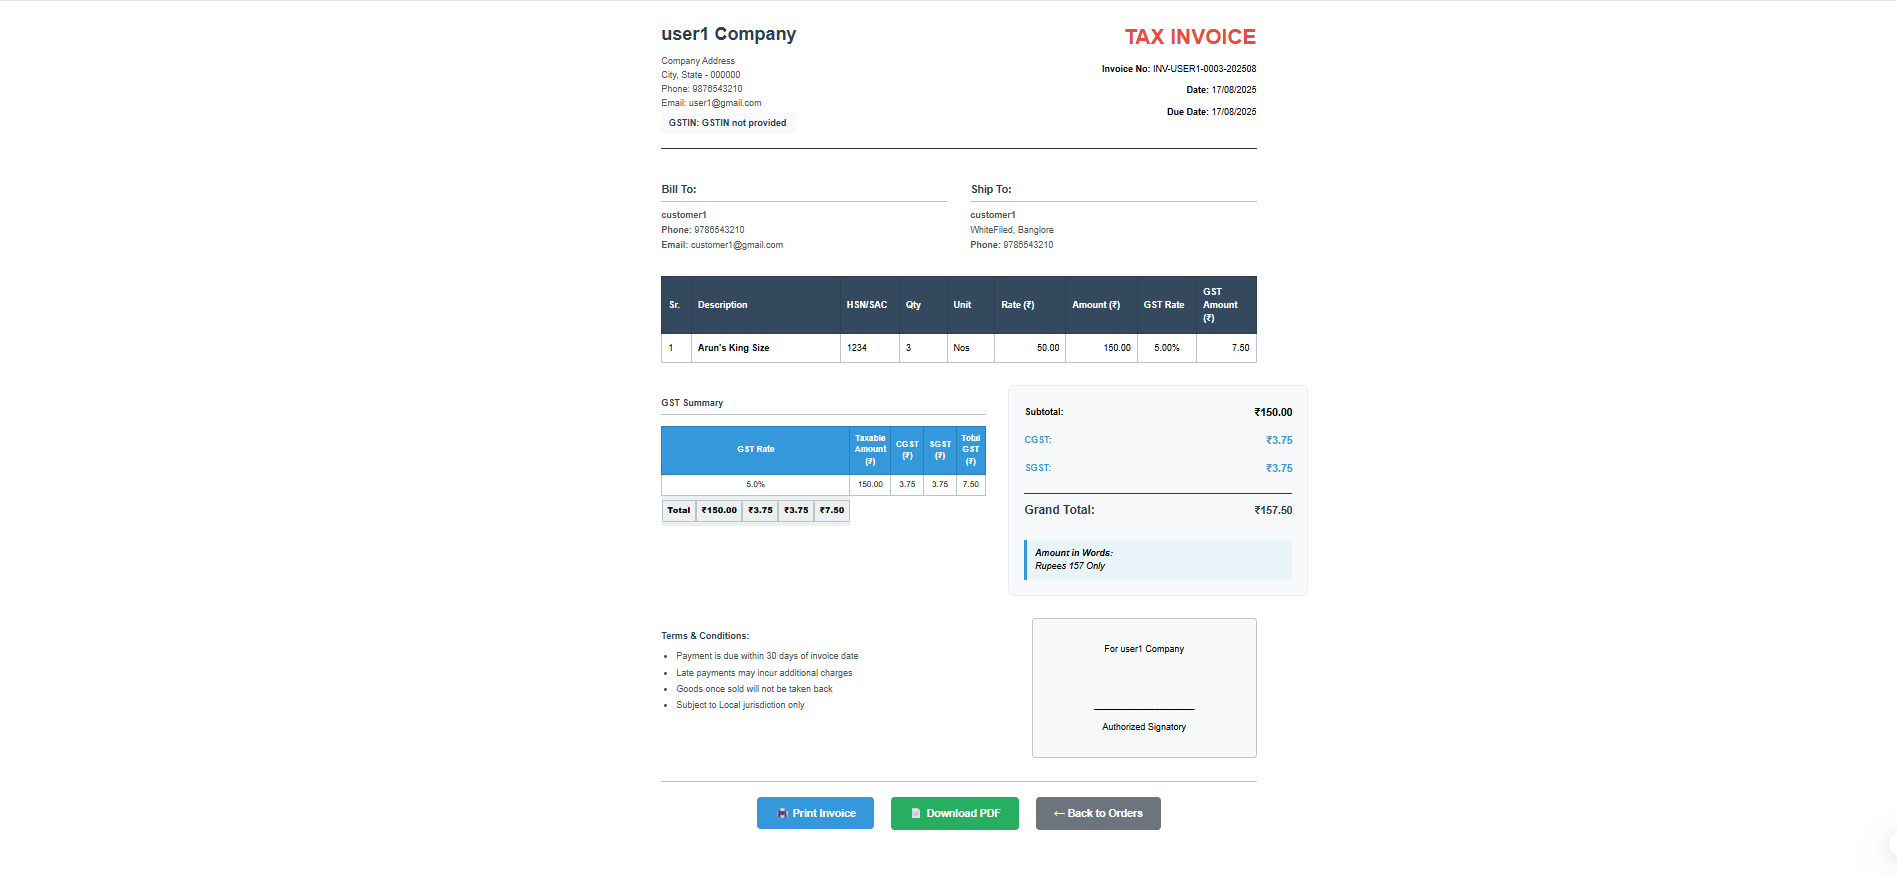 user1 Company
Company Address
City, State - 000000
Phone: 9876543210
Email: user1@gmail.com
GSTIN: GSTIN not provided
TAX INVOICE
Invoice No: INV-USER1-0003-202508
Date: 17/08/2025
Due Date: 17/08/2025
Bill To:
customer1
Phone: 9786543210
Email: customer1@gmail.com
Ship To:
customer1
WhiteFiled, Banglore
Phone: 9786543210
Sr. Description HSN/SAC Qty Unit Rate (₹) Amount (₹) GST Rate GST Amount (₹)
1 Arun's King Size 1234 3 Nos 50.00 150.00 5.00% 7.50
GST Summary
GST Rate Taxable Amount (₹) CGST (₹) SGST (₹) Total GST (₹)
5.0% 150.00 3.75 3.75 7.50
Total ₹150.00 ₹3.75 ₹3.75 ₹7.50
Subtotal: ₹150.00
CGST: ₹3.75
SGST: ₹3.75
Grand Total: ₹157.50
Amount in Words:
Rupees 157 Only
Terms & Conditions:
• Payment is due within 30 days of invoice date
• Late payments may incur additional charges
• Goods once sold will not be taken back
• Subject to Local jurisdiction only
For user1 Company
Authorized Signatory
Print Invoice
Download PDF
← Back to Orders